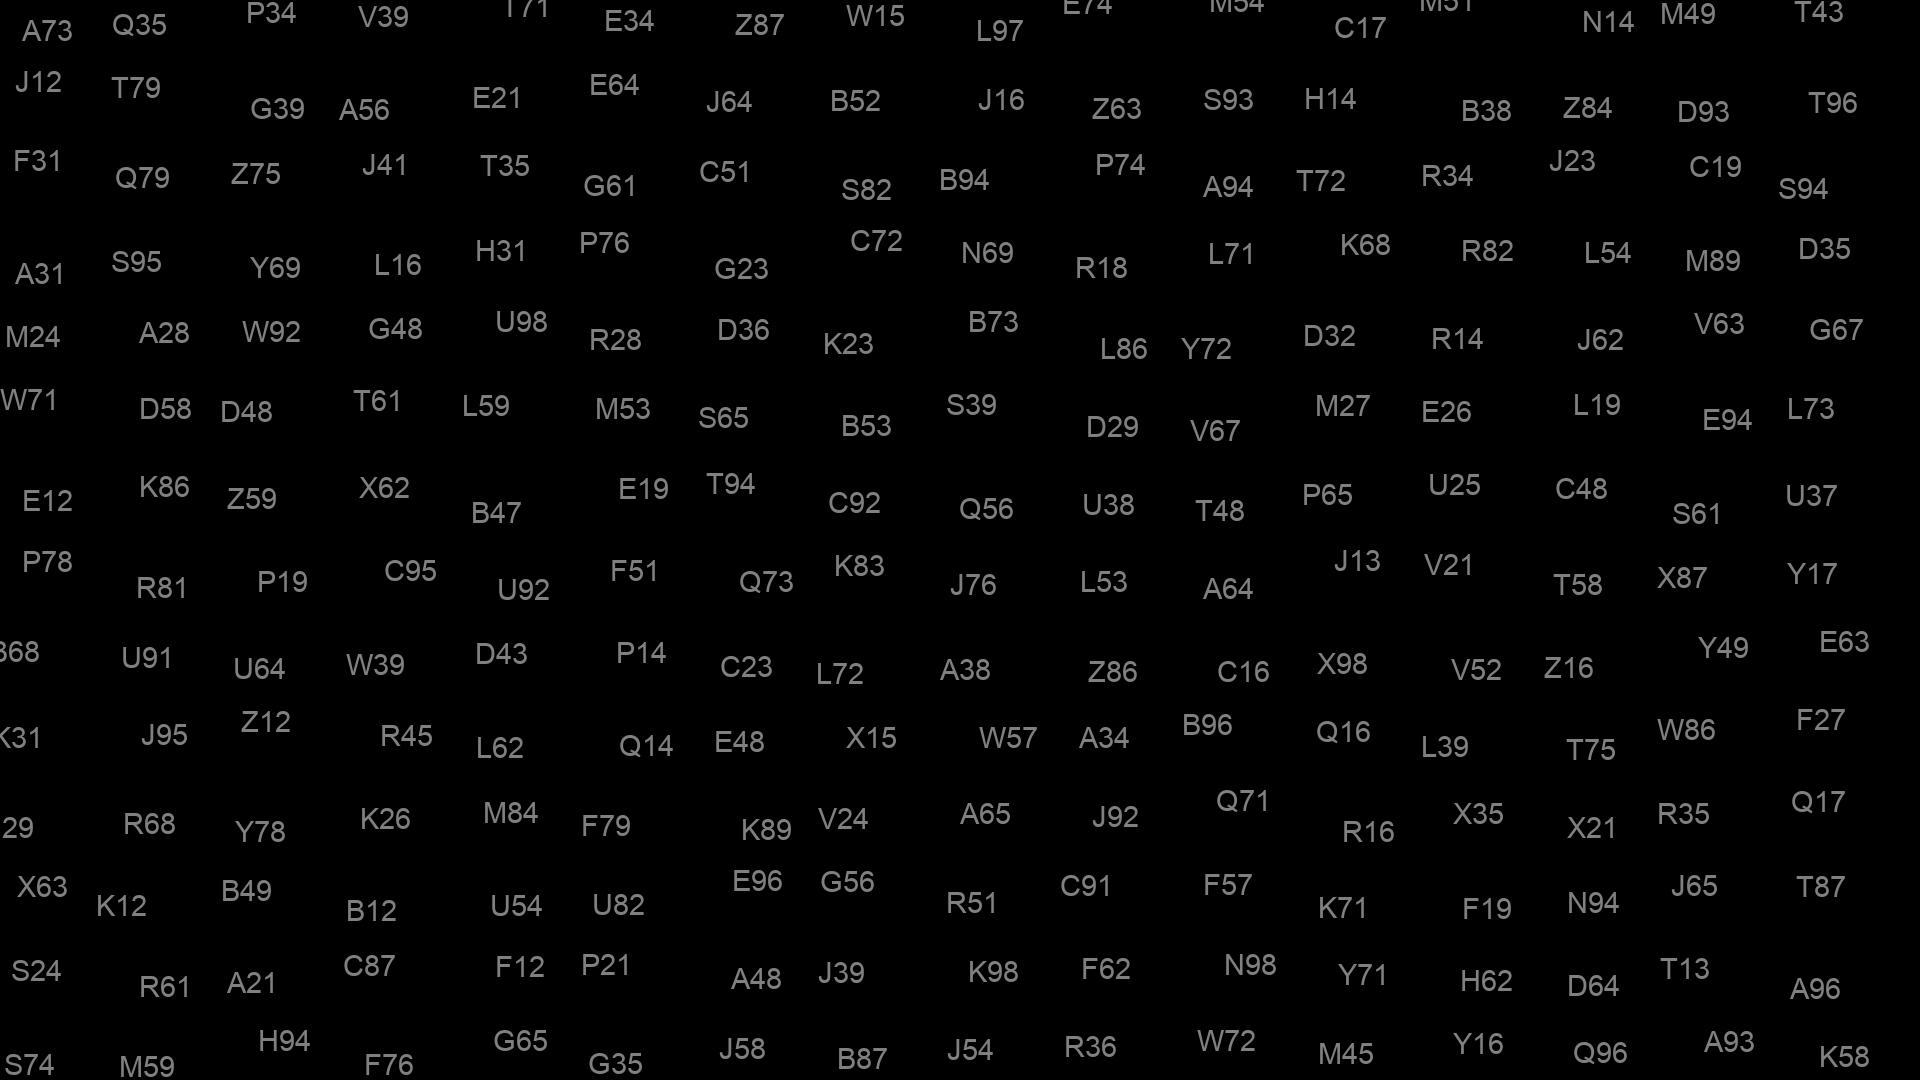 A73 Q35 P34 V39 T71 E34 Z87 W15 L97 E74 M54 C17 M51 N14 M49 T43
J12 T79 G39 A56 E21 E64 J64 B52 J16 Z63 S93 H14 B38 Z84 D93 T96
F31 Q79 Z75 J41 T35 G61 C51 S82 B94 P74 A94 T72 R34 J23 C19 S94
A31 S95 Y69 L16 H31 P76 G23 C72 N69 R18 L71 K68 R82 L54 M89 D35
M24 A28 W92 G48 U98 R28 D36 K23 B73 L86 Y72 D32 R14 J62 V63 G67
W71 D58 D48 T61 L59 M53 S65 B53 S39 D29 V67 M27 E26 L19 E94 L73
E12 K86 Z59 X62 B47 E19 T94 C92 Q56 U38 T48 P65 U25 C48 S61 U37
P78 R81 P19 C95 U92 F51 Q73 K83 J76 L53 A64 J13 V21 T58 X87 Y17
B68 U91 U64 W39 D43 P14 C23 L72 A38 Z86 C16 X98 V52 Z16 Y49 E63
K31 J95 Z12 R45 L62 Q14 E48 X15 W57 A34 B96 Q16 L39 T75 W86 F27
29 R68 Y78 K26 M84 F79 K89 V24 A65 J92 Q71 R16 X35 X21 R35 Q17
X63 K12 B49 B12 U54 U82 E96 G56 R51 C91 F57 K71 F19 N94 J65 T87
S24 R61 A21 C87 F12 P21 A48 J39 K98 F62 N98 Y71 H62 D64 T13 A96
S74 M59 H94 F76 G65 G35 J58 B87 J54 R36 W72 M45 Y16 Q96 A93 K58